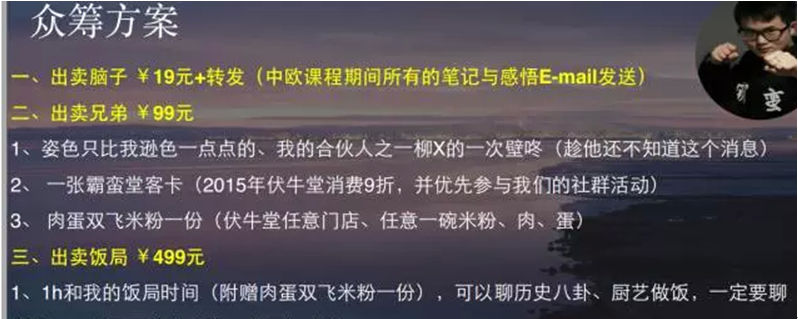 众筹方案
一、出卖脑子 ￥19元+转发（中欧课程期间所有的笔记与感悟E-mail发送）
二、出卖兄弟 ￥99元
1、姿色只比我逊色一点点的、我的合伙人之一柳X的一次壁咚（趁他还不知道这个消息）
2、 一张霸蛮堂客卡（2015年伏牛堂消费9折，并优先参与我们的社群活动）
3、 肉蛋双飞米粉一份（伏牛堂任意门店、任意一碗米粉、肉、蛋）
三、出卖饭局 ￥499元
1、1h和我的饭局时间（附赠肉蛋双飞米粉一份），可以聊历史八卦、厨艺做饭，一定要聊
蛮